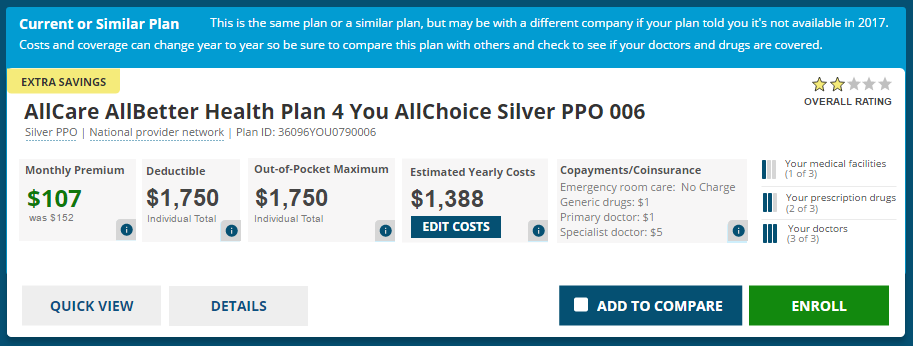 Current or Similar Plan
This is the same plan or a similar plan, but may be with a different company if your plan told you it's not available in 2017.
Costs and coverage can change year to year so be sure to compare this plan with others and check to see if your doctors and drugs are covered.
EXTRA SAVINGS
OVERALL RATING
AllCare AllBetter Health Plan 4 You AllChoice Silver PPO 006
Silver PPO | National provider network | Plan ID: 36096YOU0790006
Monthly Premium
$107
was $152
i
Deductible
$1,750
Individual Total
i
Out-of-Pocket Maximum
$1,750
Individual Total
i
Estimated Yearly Costs
$1,388
EDIT COSTS
i
Copayments/Coinsurance
Emergency room care: No Charge
Generic drugs: $1
Primary doctor: $1
Specialist doctor: $5
i
Your medical facilities
(1 of 3)
Your prescription drugs
(2 of 3)
Your doctors
(3 of 3)
QUICK VIEW
DETAILS
ADD TO COMPARE
ENROLL